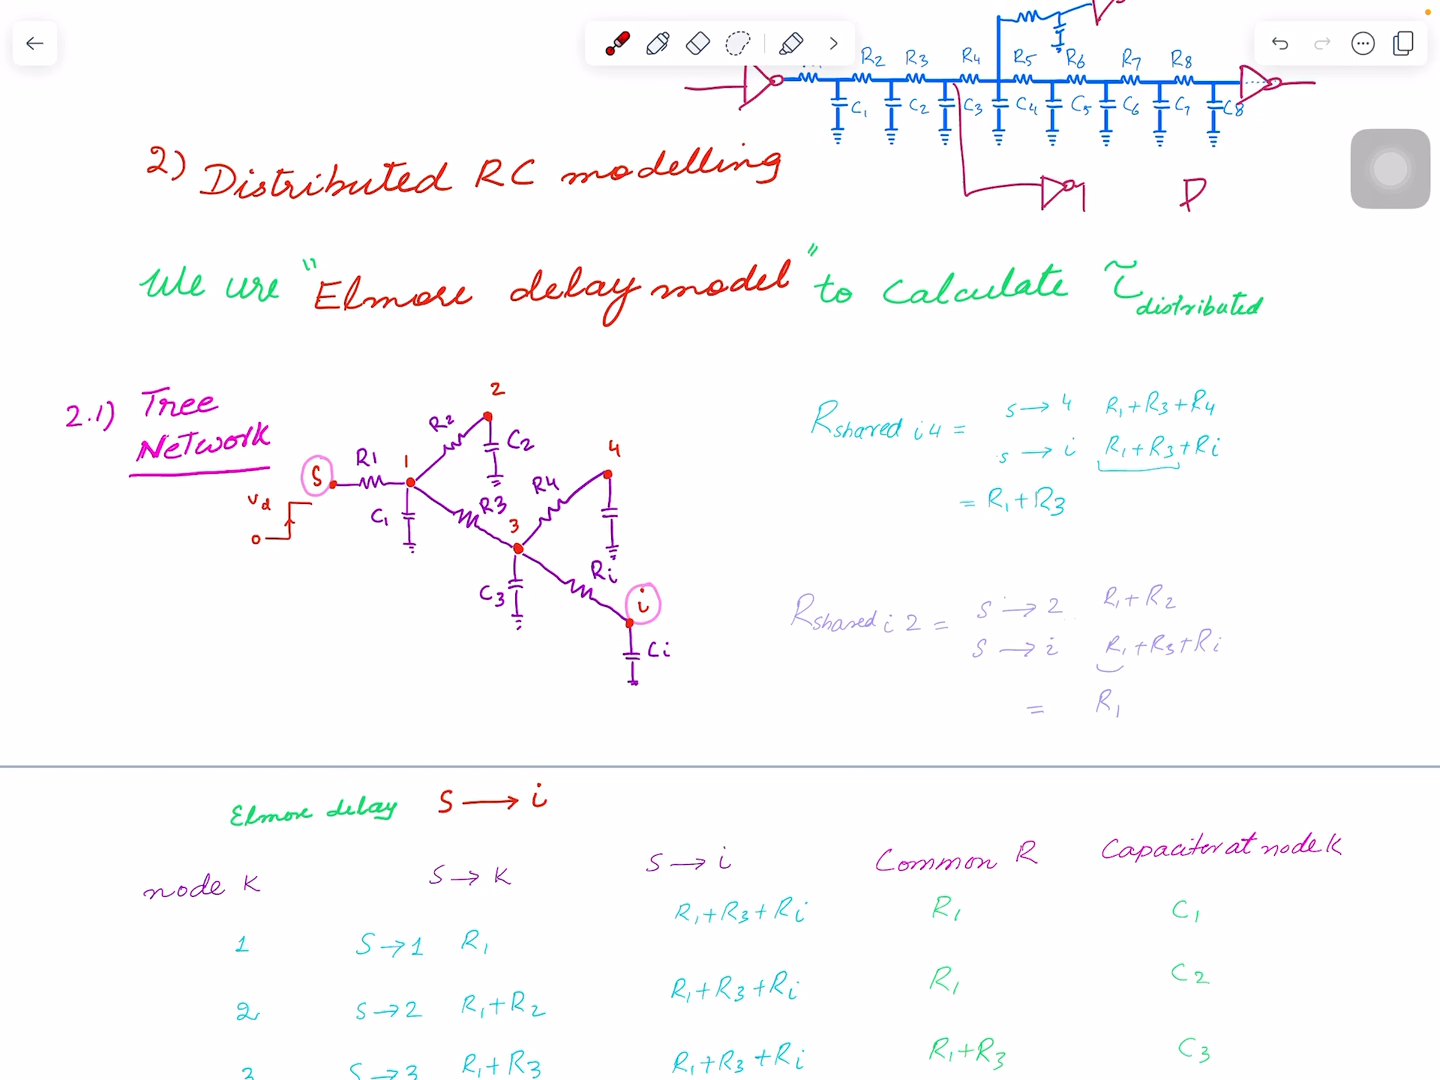 R2 R3 R4 R5 R6 R7 R8
C1 C2 C3 C4 C5 C6 C7 C8
2) Distributed RC modelling
P
We use "Elmore delay model" to calculate τ distributed
2.1) Tree
Network
S R1 1 R2 2 C2
Vd 0 C1 R3 3 R4 4
C3 Ri i Ci
Rshared i4 = s → 4 R1+R3+R4
s → i R1+R3+Ri
= R1+R3
Rshared i2 = s → 2 R1+R2
s → i R1+R3+Ri
= R1
Elmore delay S → i
node K S → K S → i Common R Capacitor at node K
1 S→1 R1 R1+R3+Ri R1 C1
2 S→2 R1+R2 R1+R3+Ri R1 C2
3 S→3 R1+R3 R1+R3+Ri R1+R3 C3